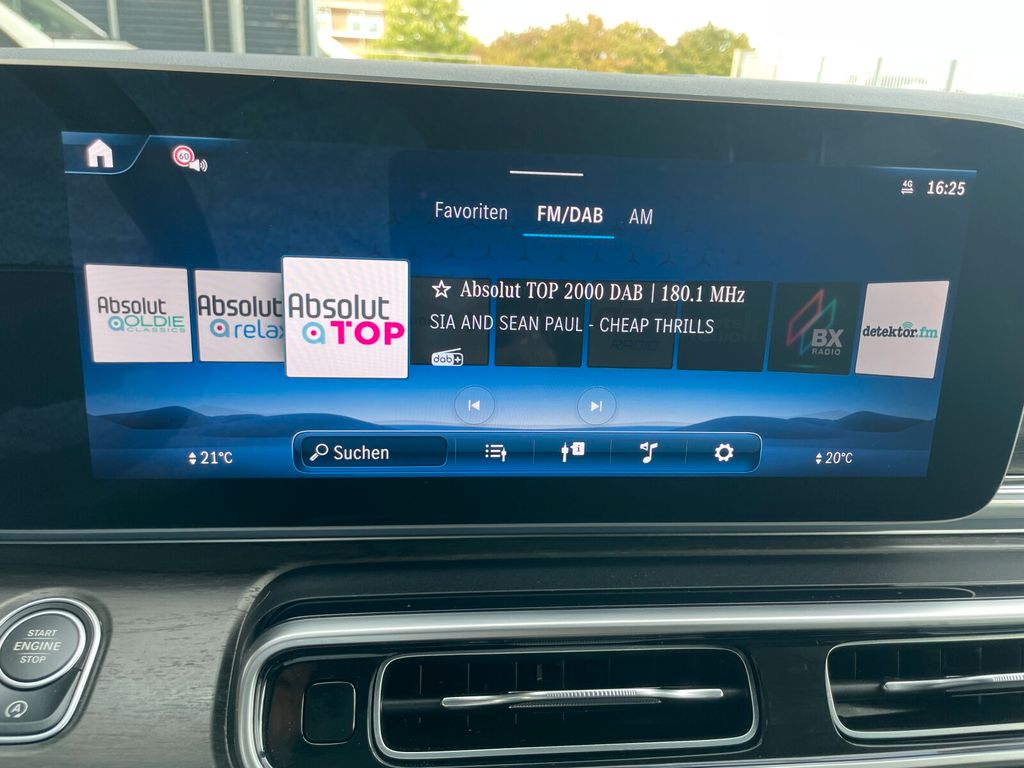 60
4G 16:25
Favoriten FM/DAB AM
Absolut OLDIE CLASSICS
Absolut relax
Absolut TOP
Absolut TOP 2000 DAB | 180.1 MHz
SIA AND SEAN PAUL - CHEAP THRILLS
dab+
RADIO
BX RADIO
detektor.fm
21°C
Suchen
20°C
START
ENGINE
STOP
A